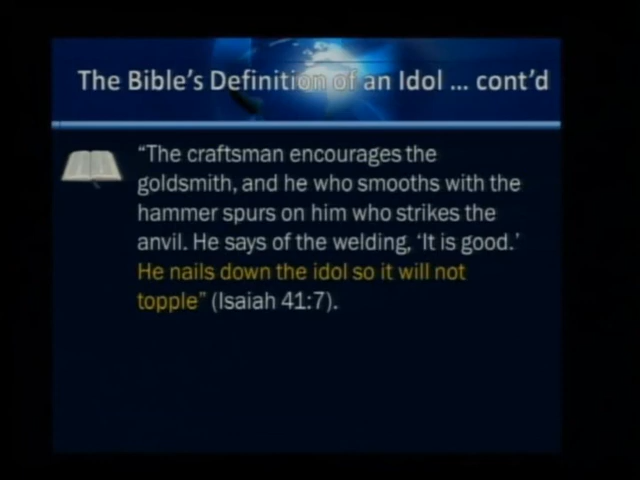 The Bible's Definition of an Idol ... cont'd
“The craftsman encourages the
goldsmith, and he who smooths with the
hammer spurs on him who strikes the
anvil. He says of the welding, ‘It is good.’
He nails down the idol so it will not
topple” (Isaiah 41:7).